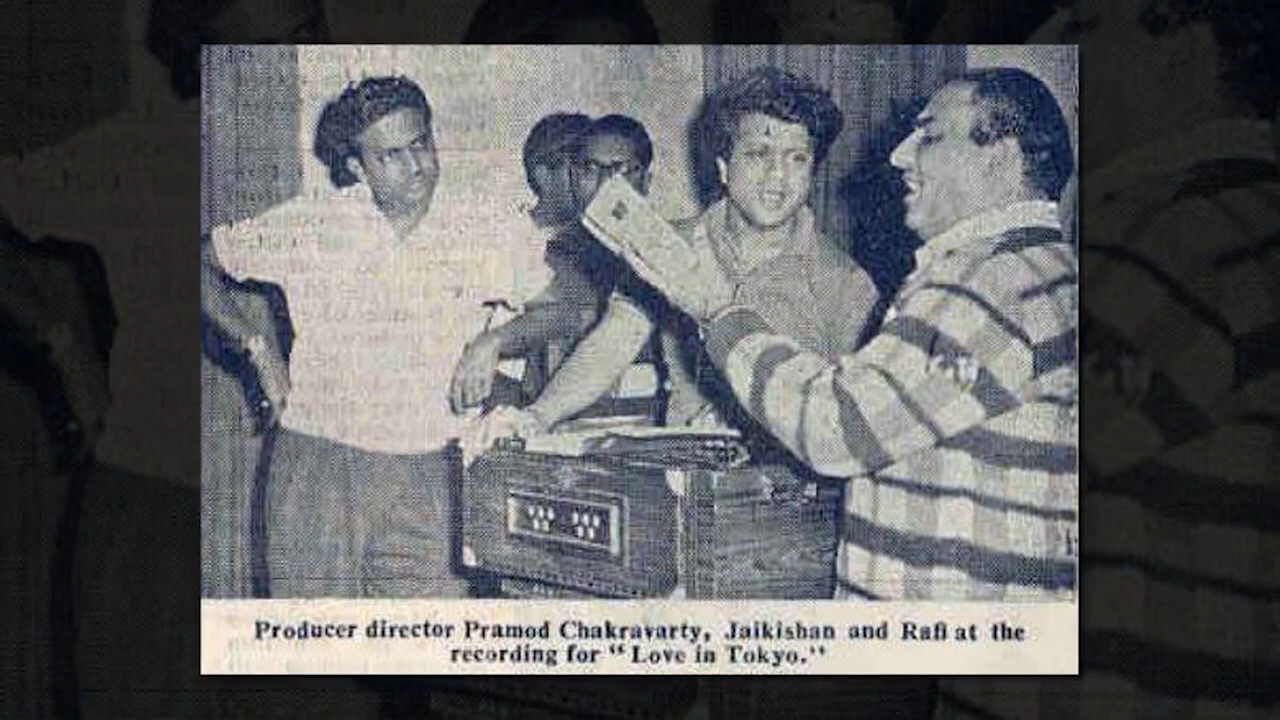 Producer director Pramod Chakravarty, Jaikishan and Rafi at the
recording for "Love in Tokyo."